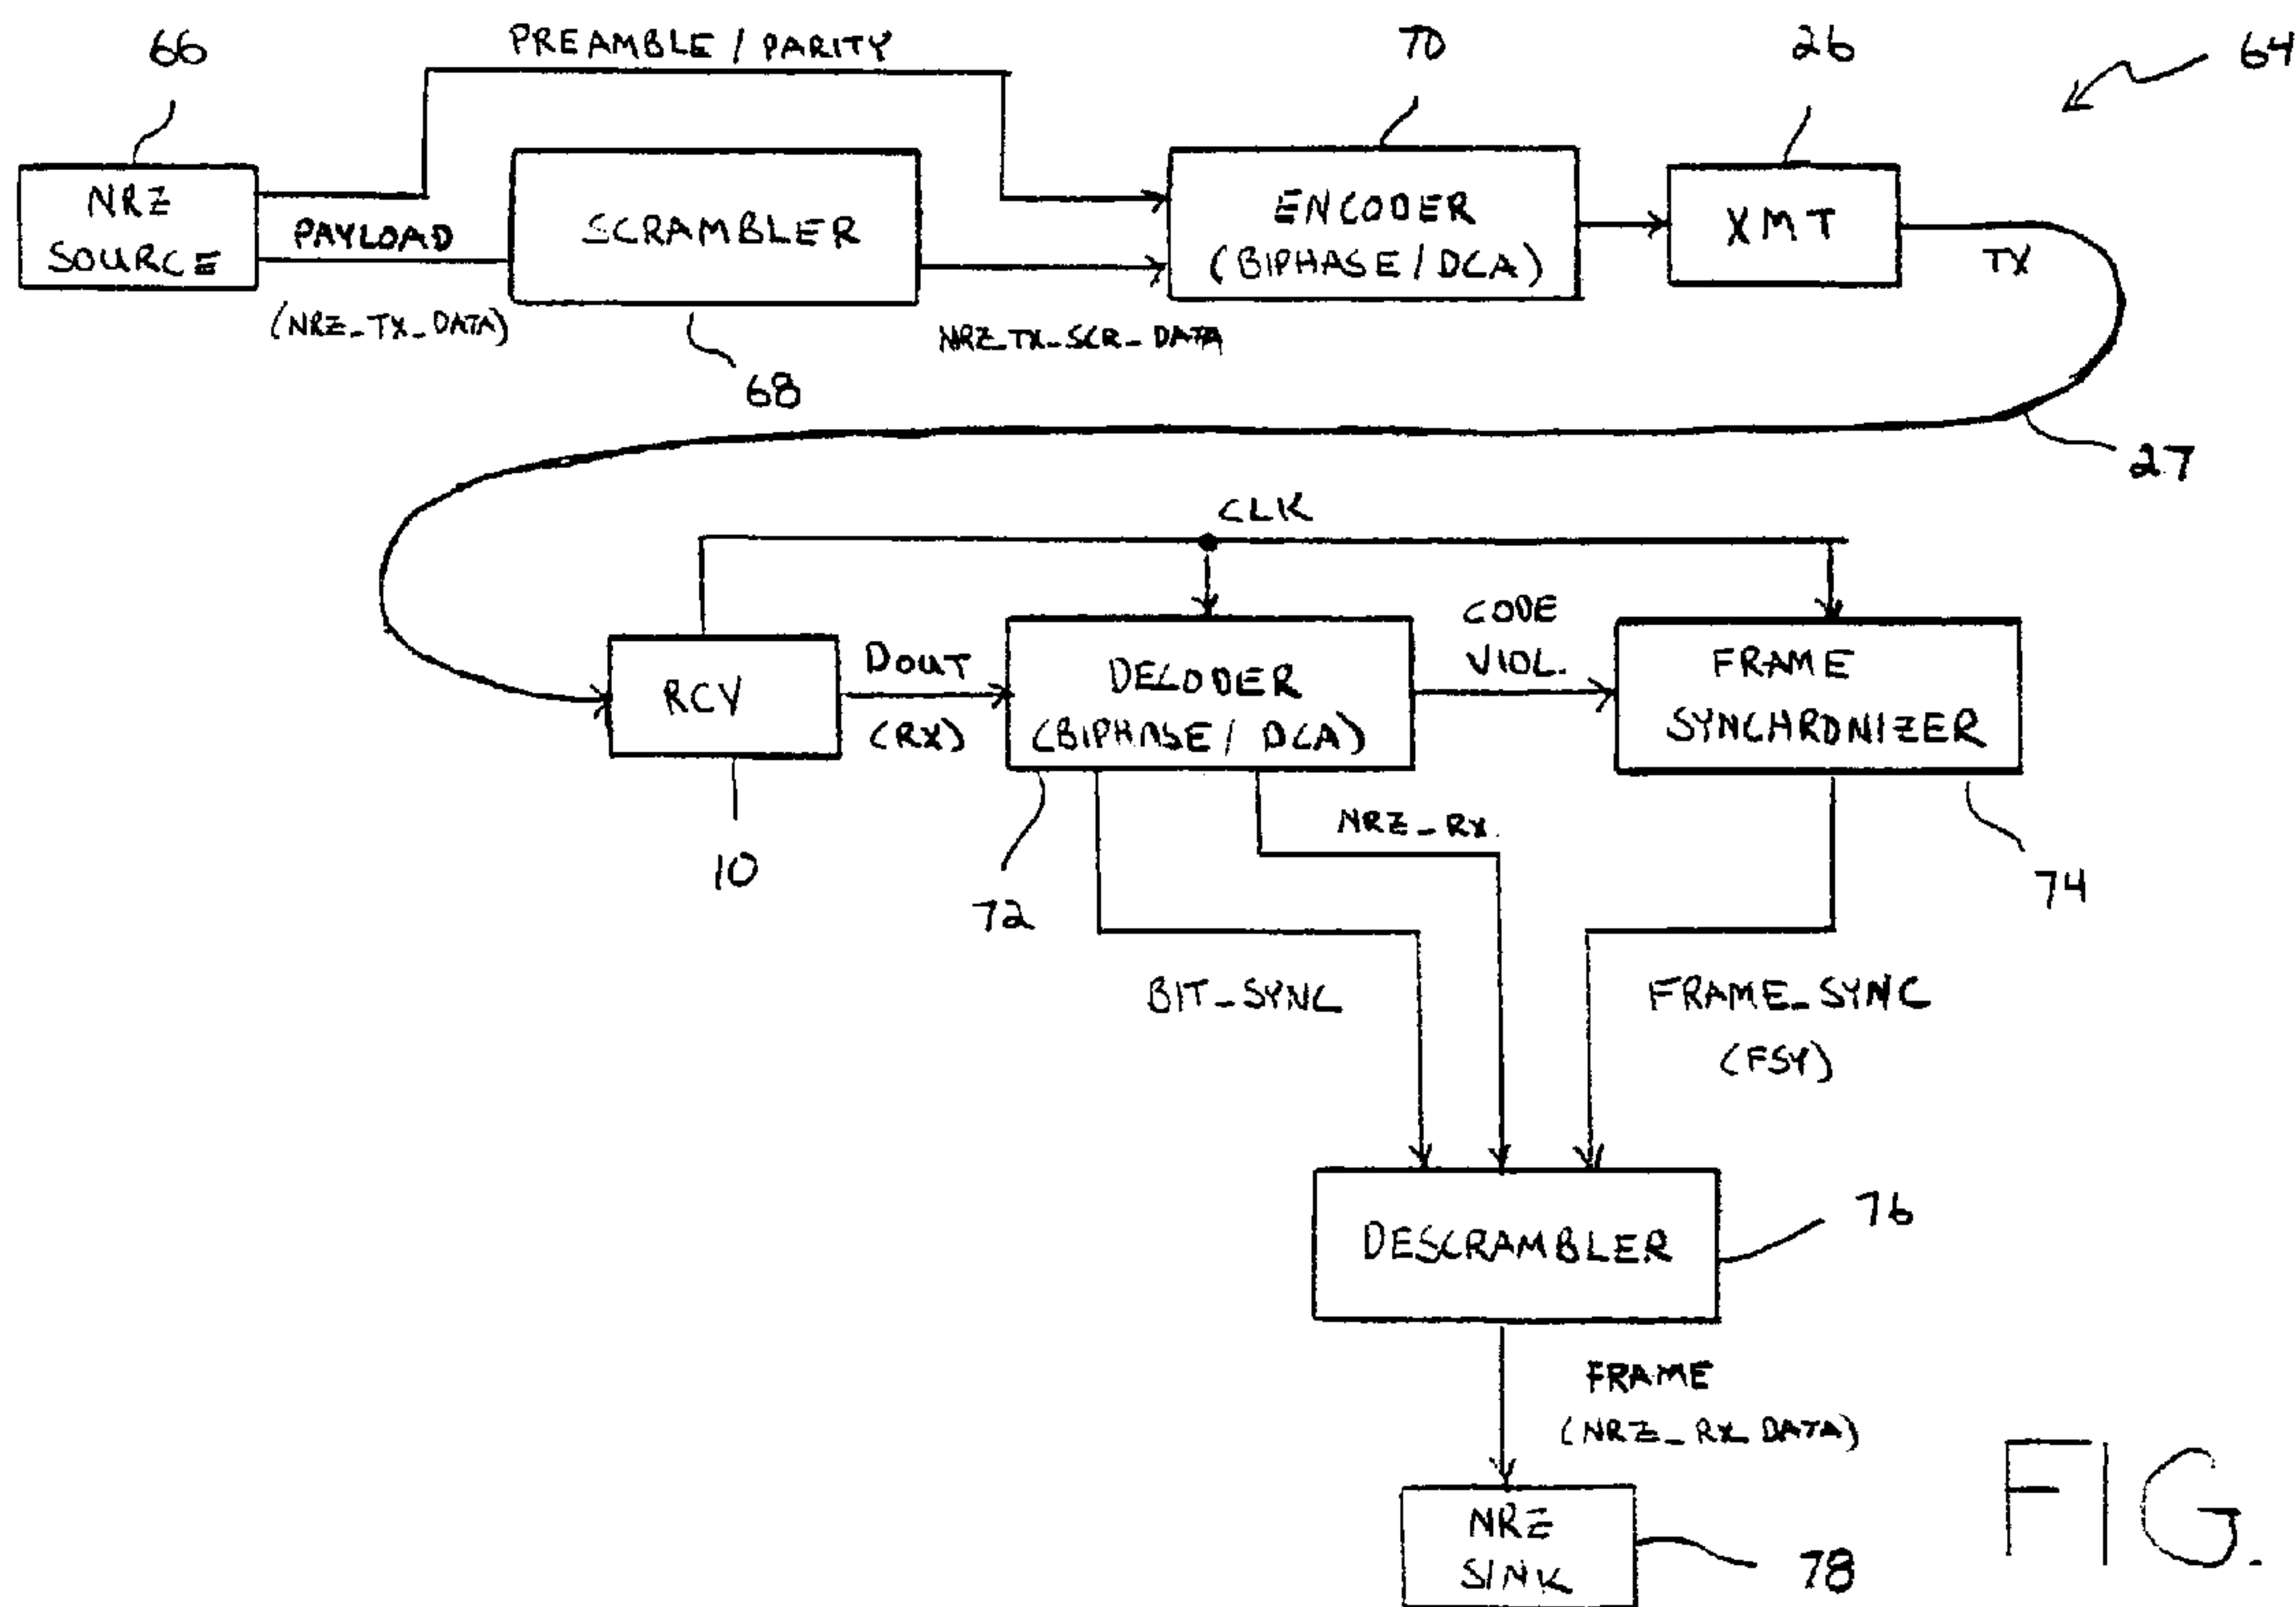 66
PREAMBLE / PARITY
70
26
64
NRZ
SOURCE
PAYLOAD
(NRZ_TX_DATA)
SCRAMBLER
68
NRZ_TX_SCR_DATA
ENCODER
(BIPHASE / DCA)
XMT
TX
27
CLK
RCV
10
DOUT
(RX)
DECODER
(BIPHASE / DCA)
72
CODE
VIOL.
FRAME
SYNCHRONIZER
74
NRZ_RX
BIT_SYNC
FRAME_SYNC
(FSY)
DESCRAMBLER
76
FRAME
(NRZ_RX_DATA)
NRZ
SINK
78
FIG.